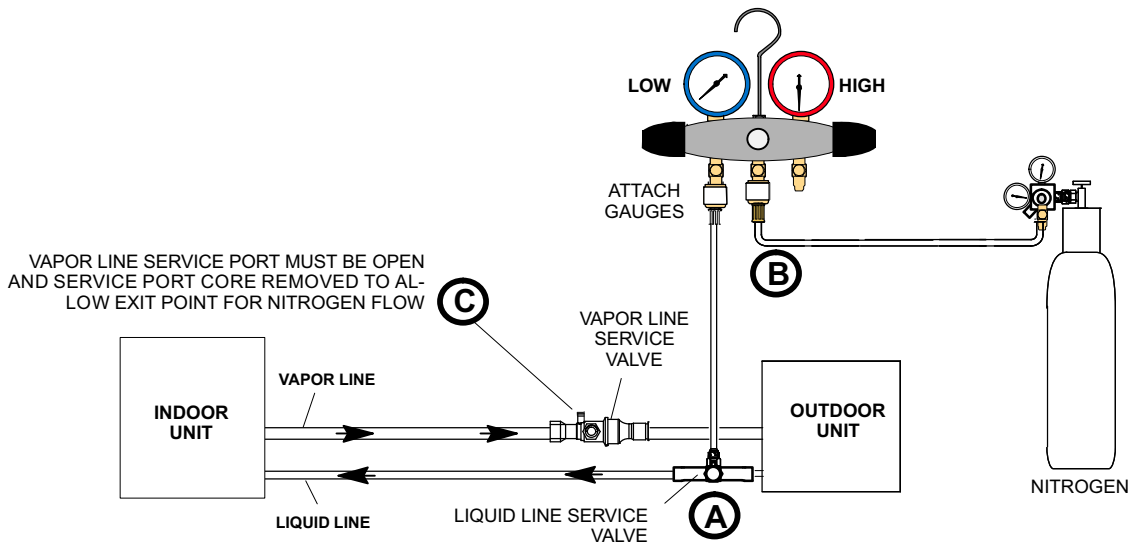 LOW
HIGH
ATTACH
GAUGES
B
VAPOR LINE SERVICE PORT MUST BE OPEN
AND SERVICE PORT CORE REMOVED TO AL-
LOW EXIT POINT FOR NITROGEN FLOW
C
VAPOR LINE
SERVICE
VALVE
INDOOR
UNIT
VAPOR LINE
OUTDOOR
UNIT
LIQUID LINE
LIQUID LINE SERVICE
VALVE
A
NITROGEN